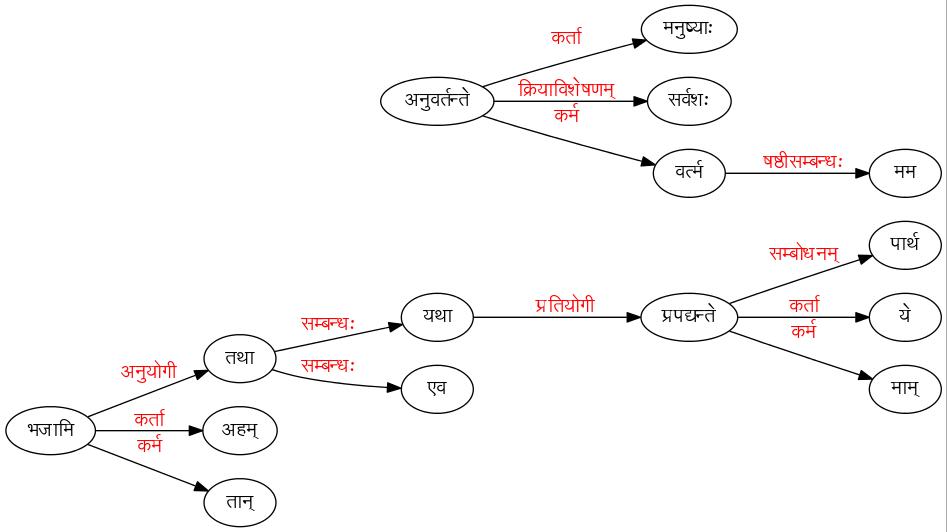 कर्ता
मनुष्याः
अनुवर्तन्ते
क्रियाविशेषणम्
सर्वशः
कर्म
वर्त्म
षष्ठीसम्बन्धः
मम
सम्बोधनम्
पार्थ
सम्बन्धः
यथा
प्रतियोगी
प्रपद्यन्ते
कर्ता
ये
कर्म
अनुयोगी
तथा
सम्बन्धः
एव
माम्
भजामि
कर्ता
अहम्
कर्म
तान्